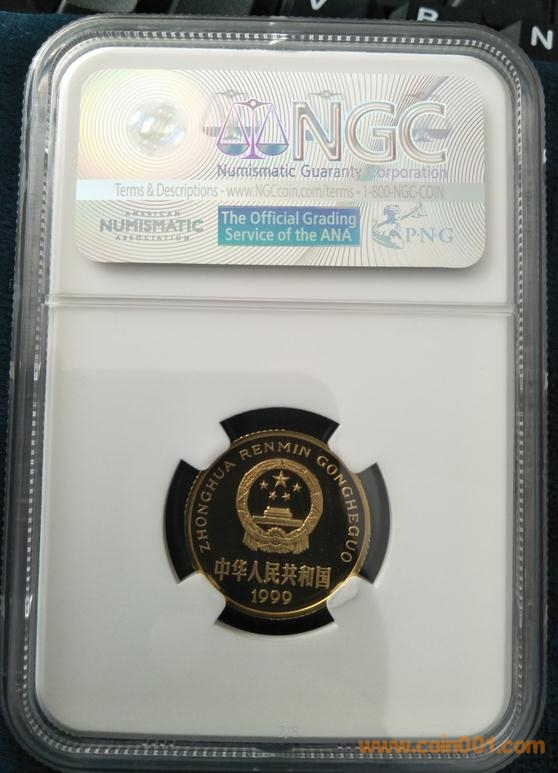 V B N
NGC
Numismatic Guaranty Corporation
Terms & Descriptions - www.NGCcoin.com/terms • 1-800-NGC-COIN
AMERICAN
NUMISMATIC
ASSOCIATION
The Official Grading
Service of the ANA
PNG
ZHONGHUA RENMIN GONGHEGUO
中华人民共和国
1999
2/8
www.coin001.com